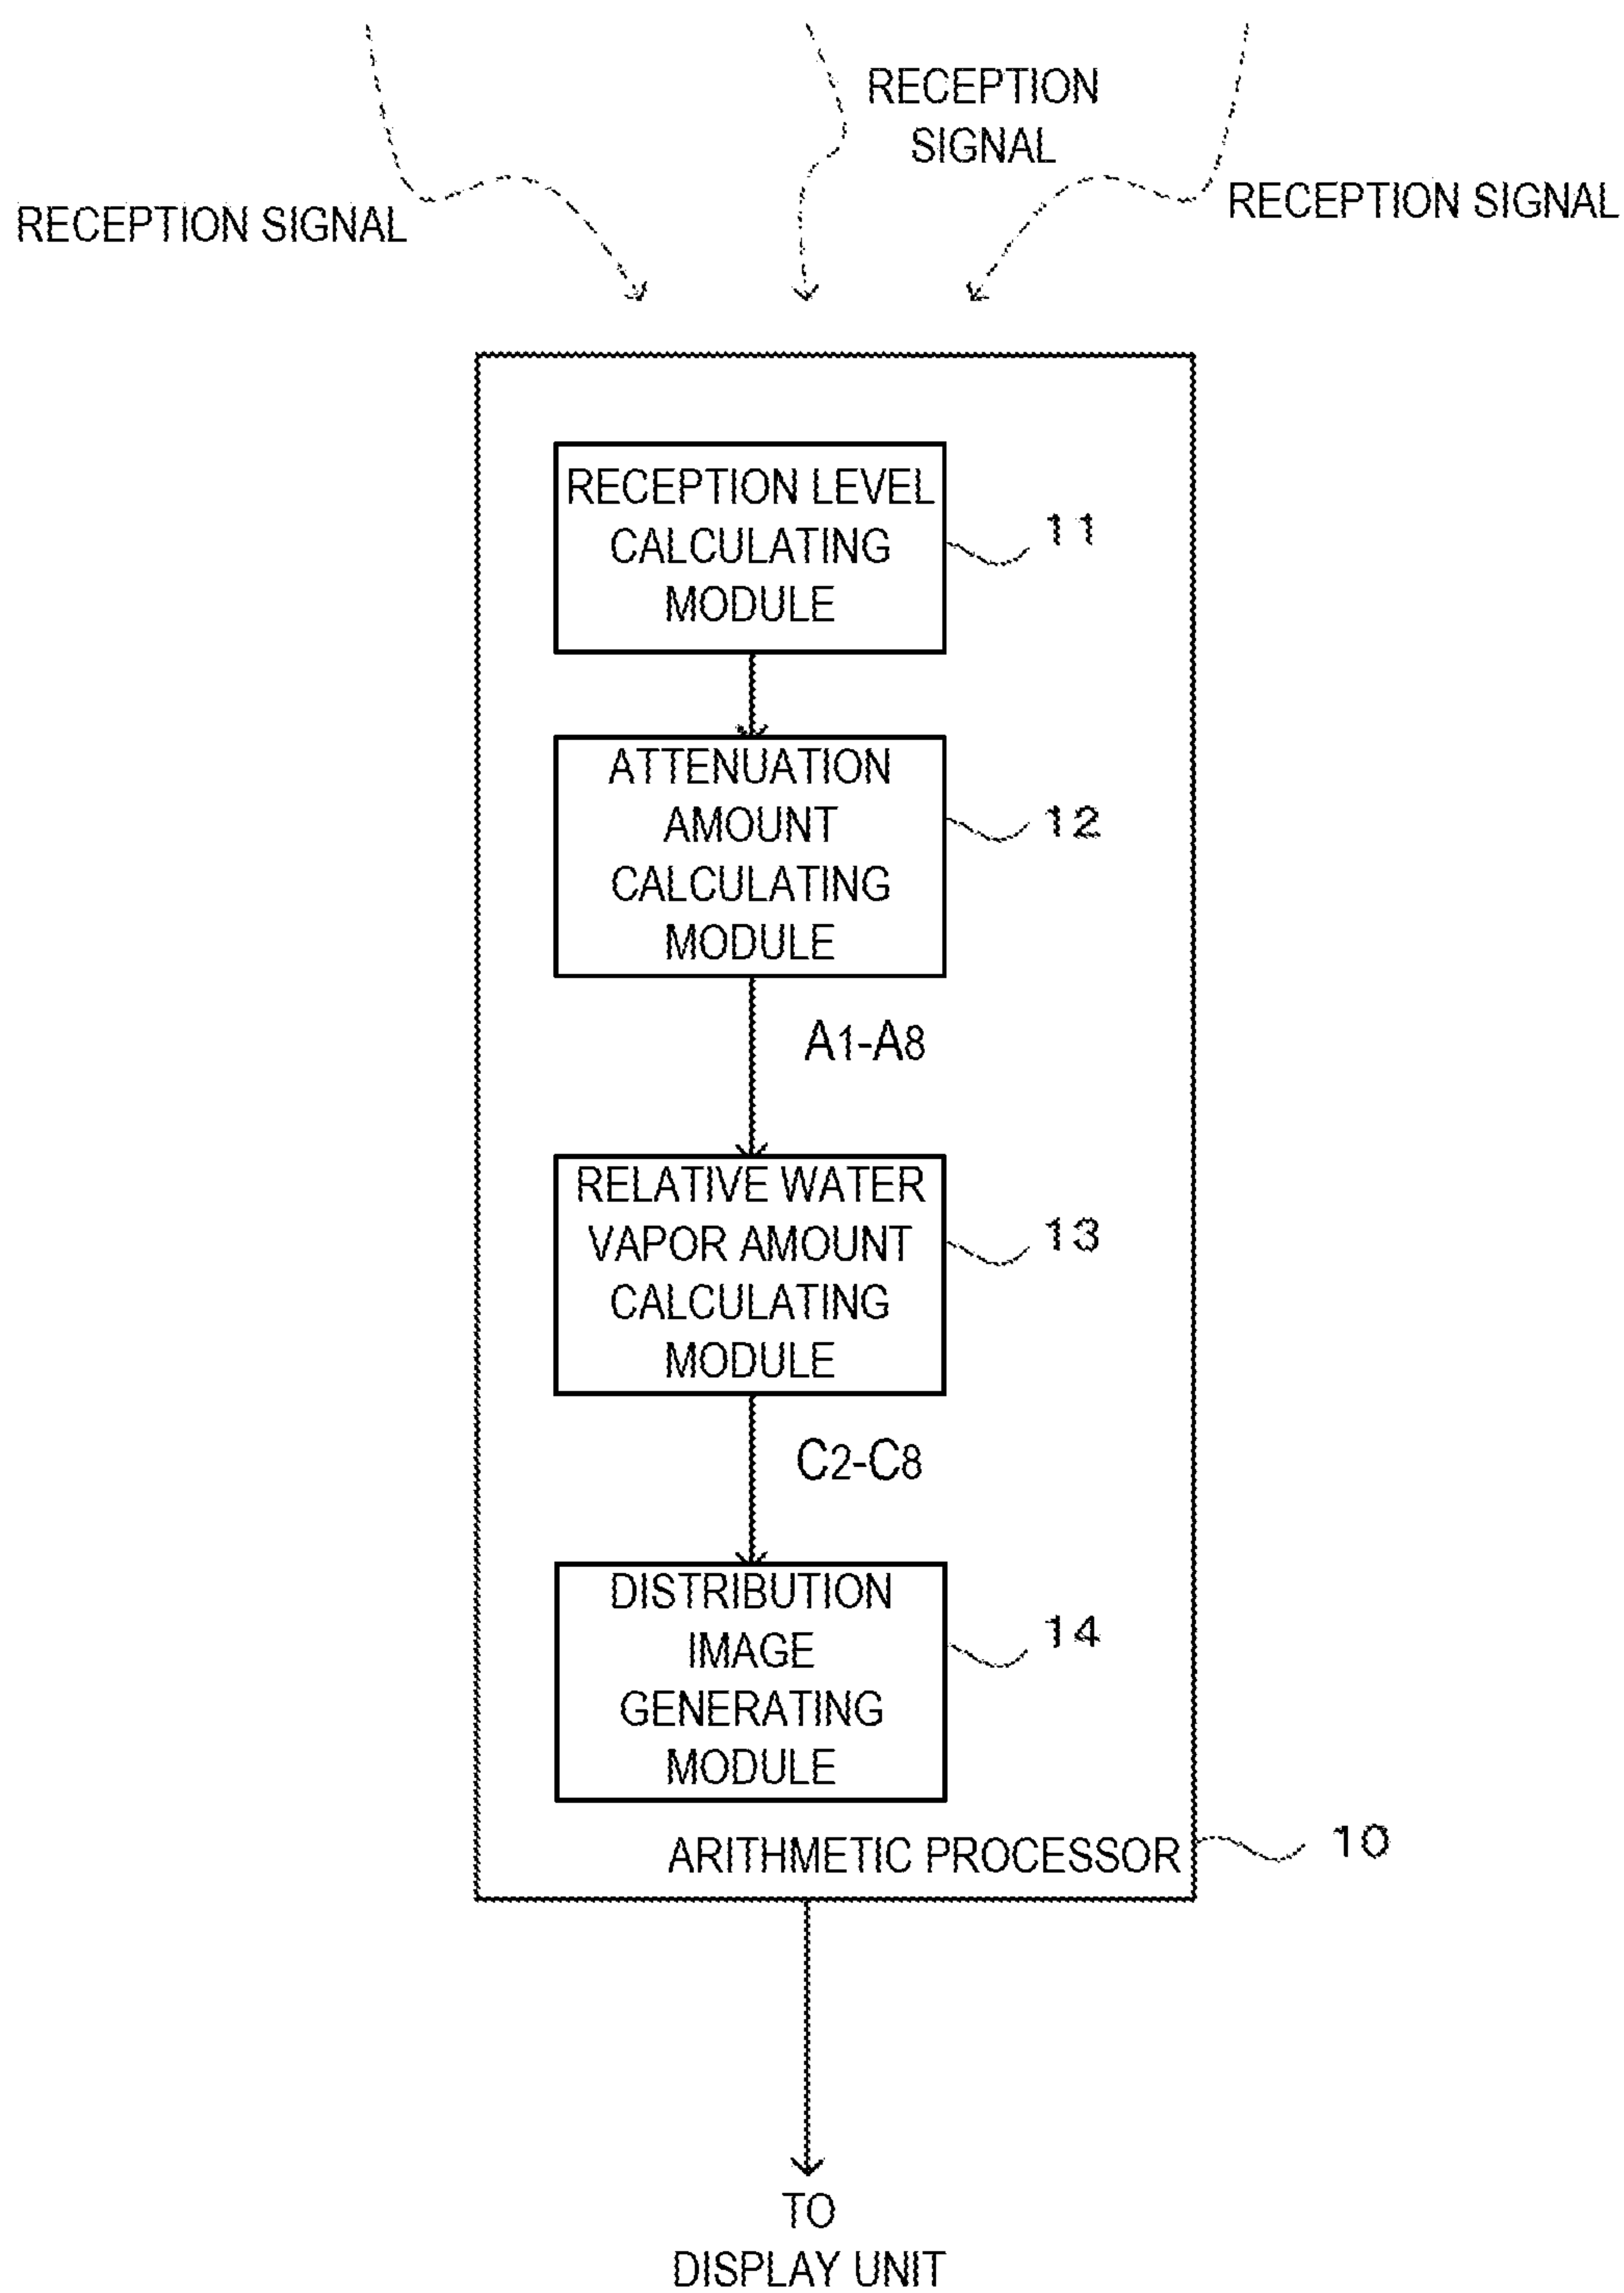 RECEPTION
SIGNAL
RECEPTION SIGNAL
RECEPTION SIGNAL
RECEPTION LEVEL
CALCULATING
MODULE
11
ATTENUATION
AMOUNT
CALCULATING
MODULE
12
A1-A8
RELATIVE WATER
VAPOR AMOUNT
CALCULATING
MODULE
13
C2-C8
DISTRIBUTION
IMAGE
GENERATING
MODULE
14
ARITHMETIC PROCESSOR
10
TO
DISPLAY UNIT